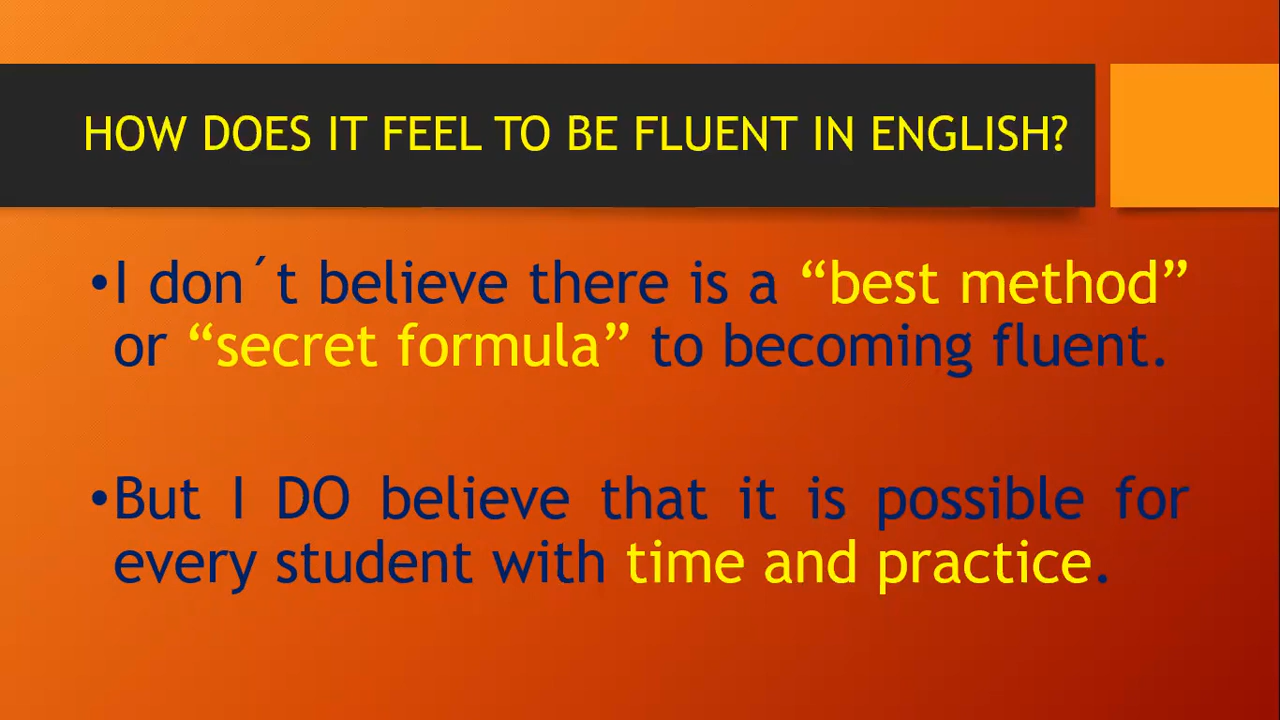 HOW DOES IT FEEL TO BE FLUENT IN ENGLISH?
•I don´t believe there is a “best method”
or “secret formula” to becoming fluent.
•But I DO believe that it is possible for
every student with time and practice.